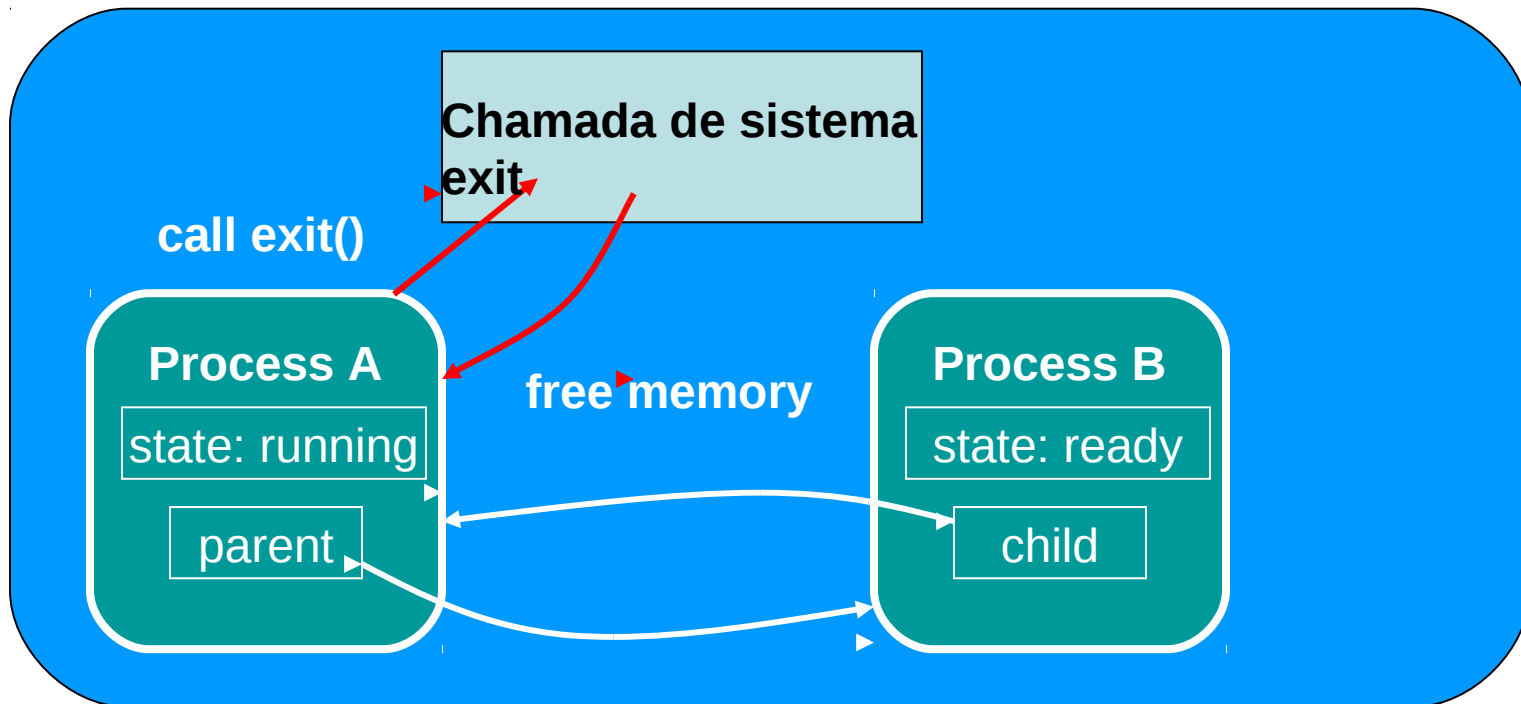 Chamada de sistema
exit
call exit()
Process A
state: running
parent
free memory
Process B
state: ready
child